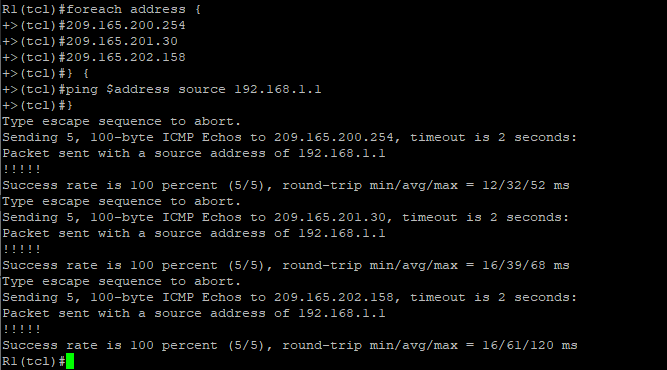 R1(tcl)#foreach address {
+>(tcl)#209.165.200.254
+>(tcl)#209.165.201.30
+>(tcl)#209.165.202.158
+>(tcl)#} {
+>(tcl)#ping $address source 192.168.1.1
+>(tcl)#}
Type escape sequence to abort.
Sending 5, 100-byte ICMP Echos to 209.165.200.254, timeout is 2 seconds:
Packet sent with a source address of 192.168.1.1
!!!!!
Success rate is 100 percent (5/5), round-trip min/avg/max = 12/32/52 ms
Type escape sequence to abort.
Sending 5, 100-byte ICMP Echos to 209.165.201.30, timeout is 2 seconds:
Packet sent with a source address of 192.168.1.1
!!!!!
Success rate is 100 percent (5/5), round-trip min/avg/max = 16/39/68 ms
Type escape sequence to abort.
Sending 5, 100-byte ICMP Echos to 209.165.202.158, timeout is 2 seconds:
Packet sent with a source address of 192.168.1.1
!!!!!
Success rate is 100 percent (5/5), round-trip min/avg/max = 16/61/120 ms
R1(tcl)#